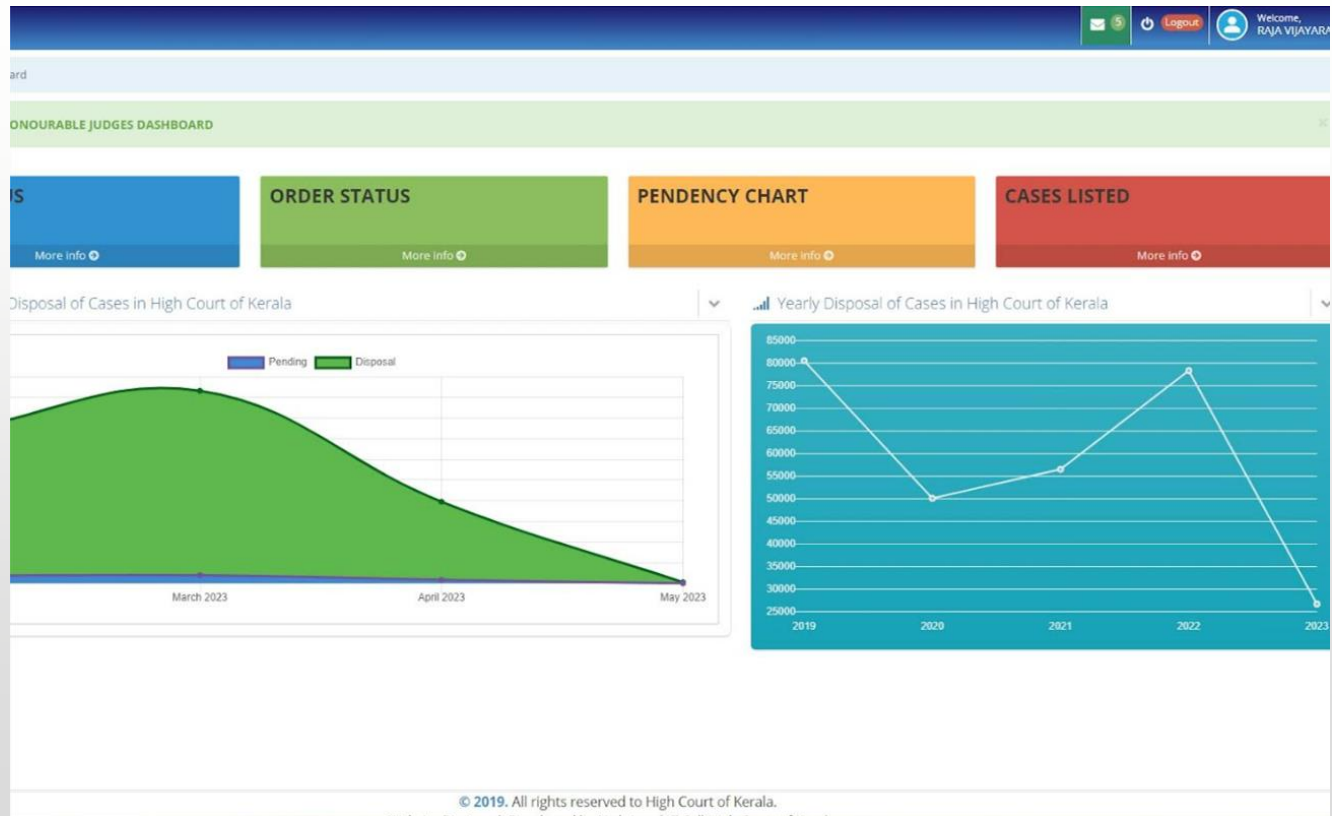 5 Logout Welcome,
RAJA VIJAYARA
ard
ONOURABLE JUDGES DASHBOARD
US ORDER STATUS PENDENCY CHART CASES LISTED
More info More info More info More info
Disposal of Cases in High Court of Kerala Yearly Disposal of Cases in High Court of Kerala
Pending Disposal
March 2023 April 2023 May 2023
85000
80000
75000
70000
65000
60000
55000
50000
45000
40000
35000
30000
25000
2019 2020 2021 2022 2023
© 2019. All rights reserved to High Court of Kerala.